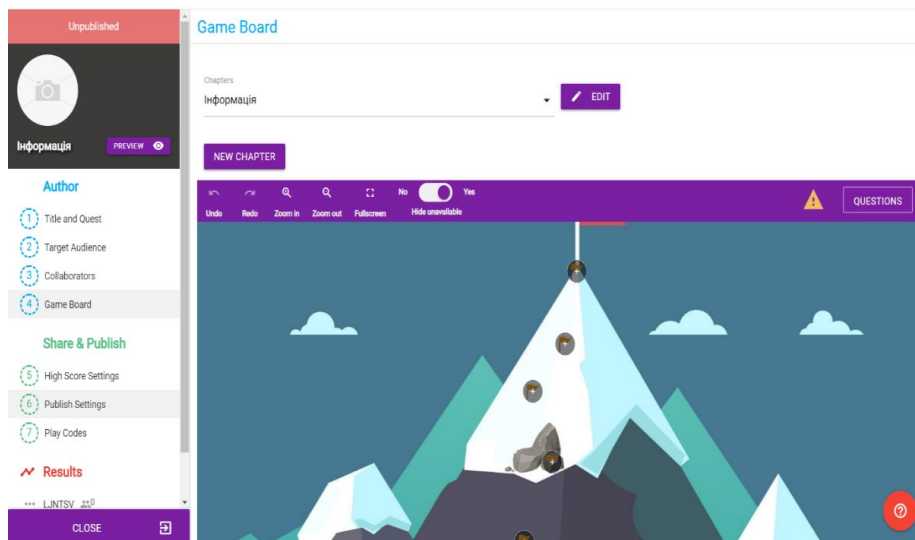 Unpublished
Інформація
PREVIEW
Author
1 Title and Quest
2 Target Audience
3 Collaborators
4 Game Board
Share & Publish
5 High Score Settings
6 Publish Settings
7 Play Codes
Results
LJNTSV 0
CLOSE
Game Board
Chapters
Інформація
EDIT
NEW CHAPTER
Undo
Redo
Zoom in
Zoom out
Fullscreen
No
Yes
Hide unavailable
QUESTIONS